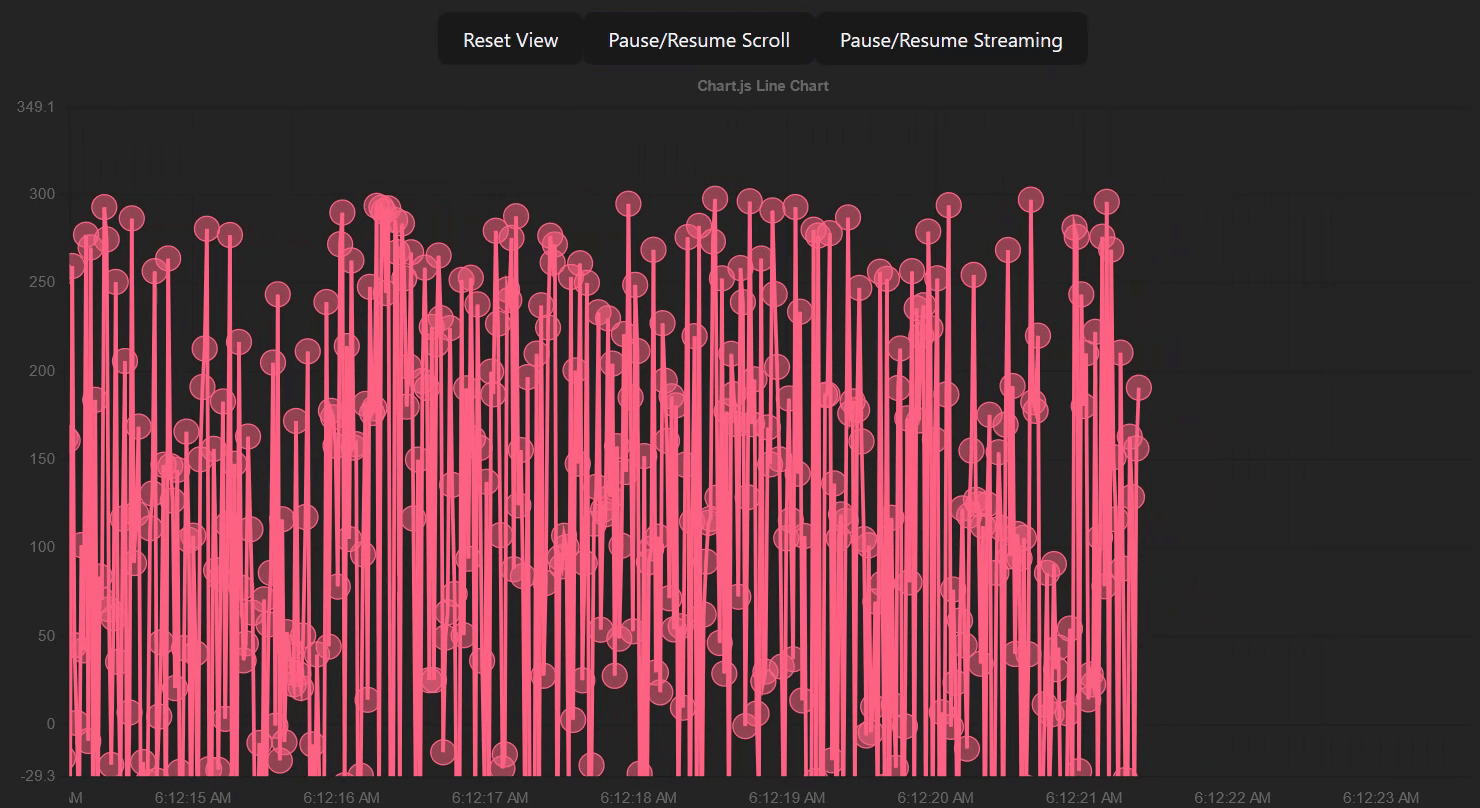 Reset View
Pause/Resume Scroll
Pause/Resume Streaming
Chart.js Line Chart
349.1
300
250
200
150
100
50
0
-29.3
6:12:15 AM
6:12:16 AM
6:12:17 AM
6:12:18 AM
6:12:19 AM
6:12:20 AM
6:12:21 AM
6:12:22 AM
6:12:23 AM